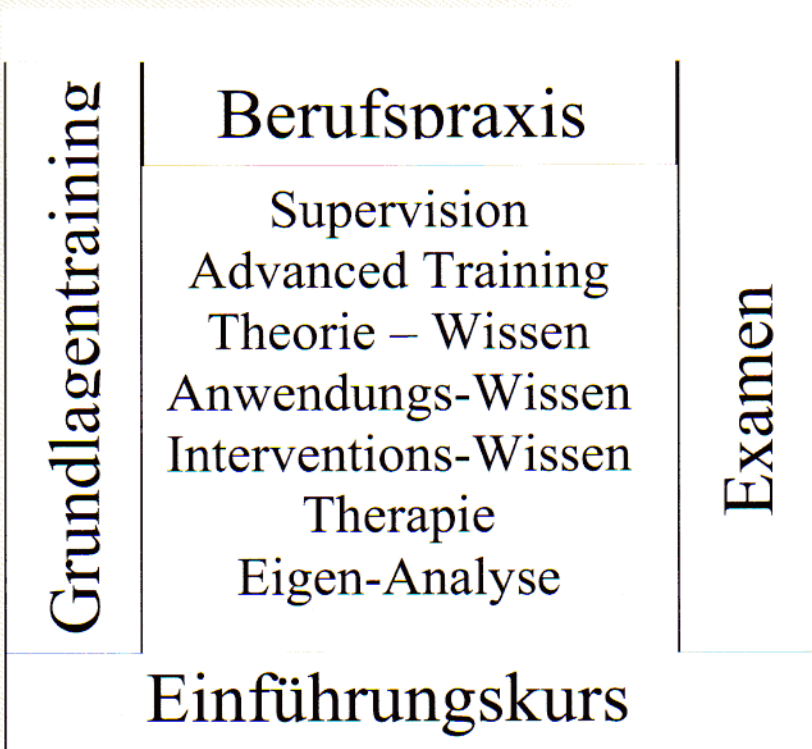 Grundlagentraining
Berufspraxis
Supervision
Advanced Training
Theorie – Wissen
Anwendungs-Wissen
Interventions-Wissen
Therapie
Eigen-Analyse
Examen
Einführungskurs